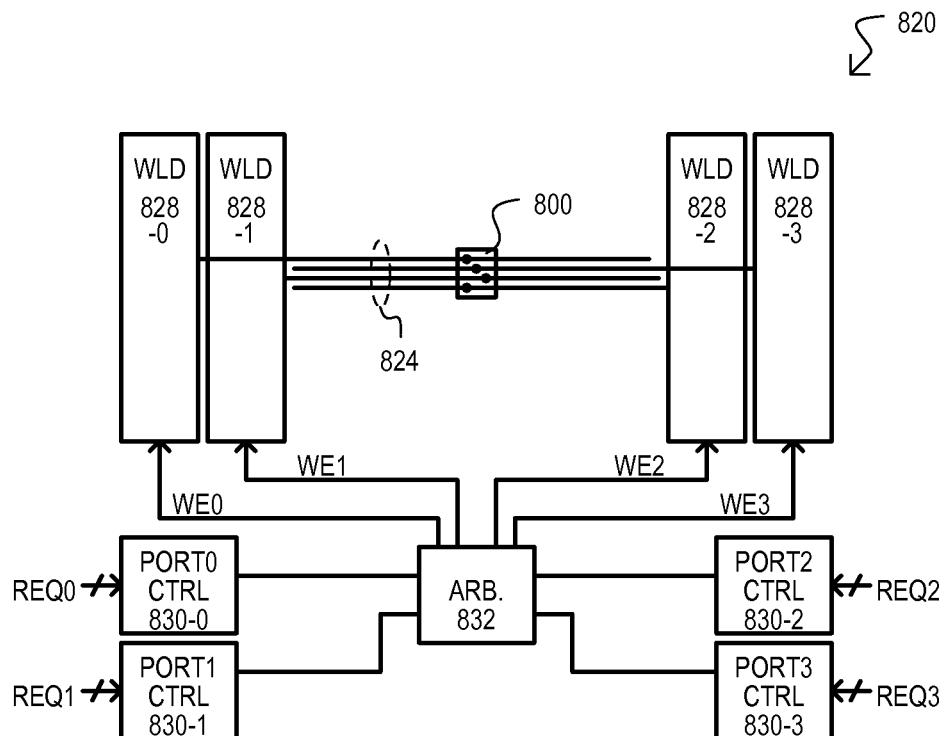 820
WLD
828
-0
WLD
828
-1
800
WLD
828
-2
WLD
828
-3
824
WE1
WE2
WE0
WE3
REQ0
PORT0
CTRL
830-0
ARB.
832
PORT2
CTRL
830-2
REQ2
REQ1
PORT1
CTRL
830-1
PORT3
CTRL
830-3
REQ3